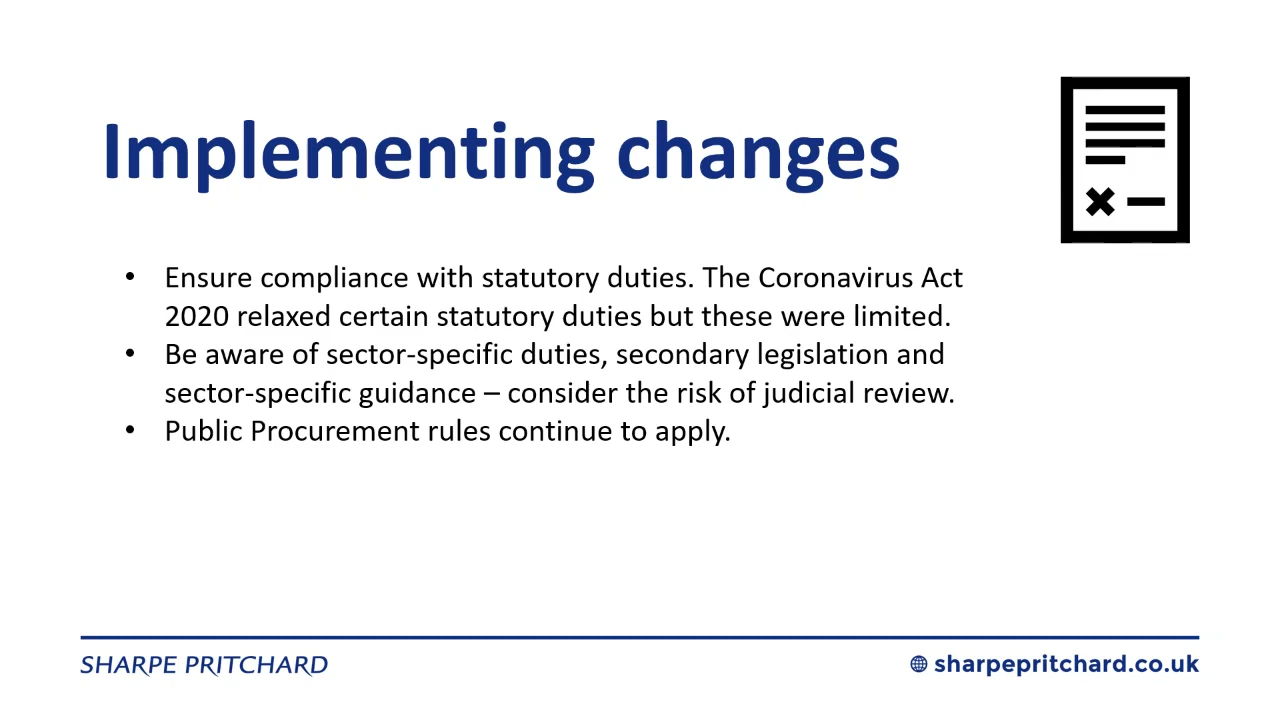 Implementing changes
• Ensure compliance with statutory duties. The Coronavirus Act
2020 relaxed certain statutory duties but these were limited.
• Be aware of sector-specific duties, secondary legislation and
sector-specific guidance – consider the risk of judicial review.
• Public Procurement rules continue to apply.
SHARPE PRITCHARD
sharpepritchard.co.uk